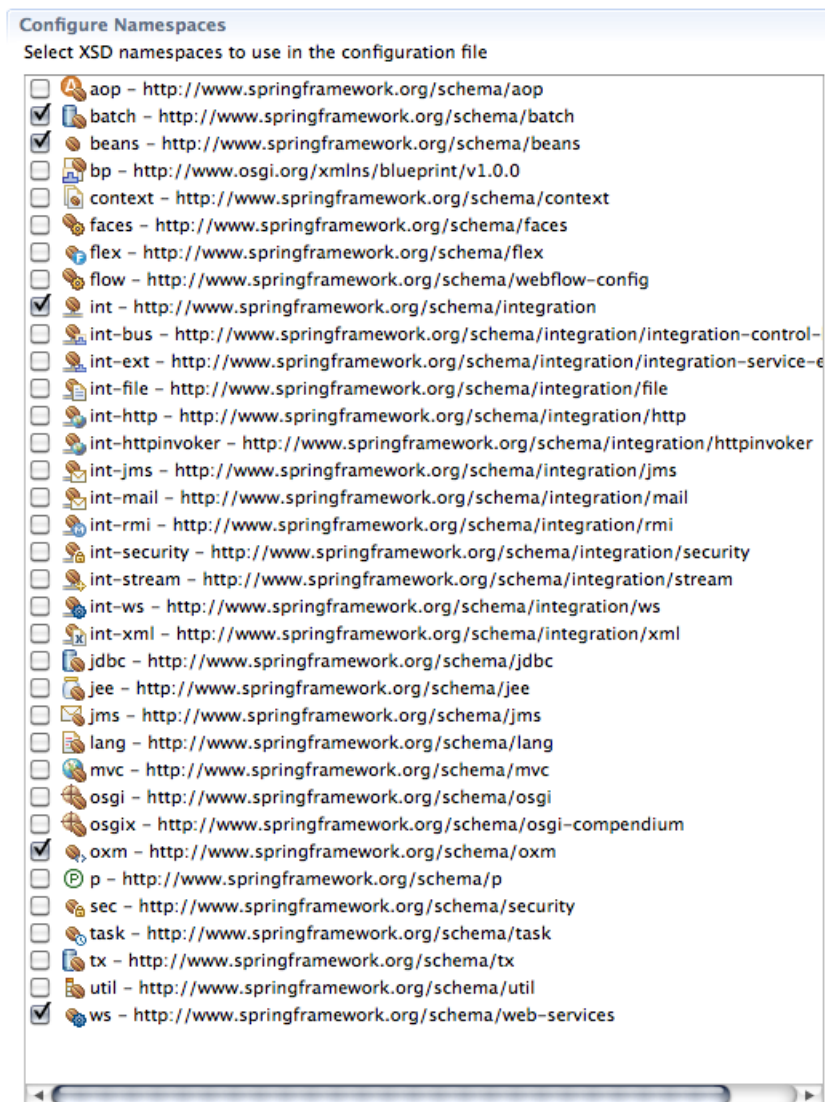 Configure Namespaces
Select XSD namespaces to use in the configuration file
aop – http://www.springframework.org/schema/aop
batch – http://www.springframework.org/schema/batch
beans – http://www.springframework.org/schema/beans
bp – http://www.osgi.org/xmlns/blueprint/v1.0.0
context – http://www.springframework.org/schema/context
faces – http://www.springframework.org/schema/faces
flex – http://www.springframework.org/schema/flex
flow – http://www.springframework.org/schema/webflow-config
int – http://www.springframework.org/schema/integration
int-bus – http://www.springframework.org/schema/integration/integration-control-
int-ext – http://www.springframework.org/schema/integration/integration-service-e
int-file – http://www.springframework.org/schema/integration/file
int-http – http://www.springframework.org/schema/integration/http
int-httpinvoker – http://www.springframework.org/schema/integration/httpinvoker
int-jms – http://www.springframework.org/schema/integration/jms
int-mail – http://www.springframework.org/schema/integration/mail
int-rmi – http://www.springframework.org/schema/integration/rmi
int-security – http://www.springframework.org/schema/integration/security
int-stream – http://www.springframework.org/schema/integration/stream
int-ws – http://www.springframework.org/schema/integration/ws
int-xml – http://www.springframework.org/schema/integration/xml
jdbc – http://www.springframework.org/schema/jdbc
jee – http://www.springframework.org/schema/jee
jms – http://www.springframework.org/schema/jms
lang – http://www.springframework.org/schema/lang
mvc – http://www.springframework.org/schema/mvc
osgi – http://www.springframework.org/schema/osgi
osgix – http://www.springframework.org/schema/osgi-compendium
oxm – http://www.springframework.org/schema/oxm
p – http://www.springframework.org/schema/p
sec – http://www.springframework.org/schema/security
task – http://www.springframework.org/schema/task
tx – http://www.springframework.org/schema/tx
util – http://www.springframework.org/schema/util
ws – http://www.springframework.org/schema/web-services